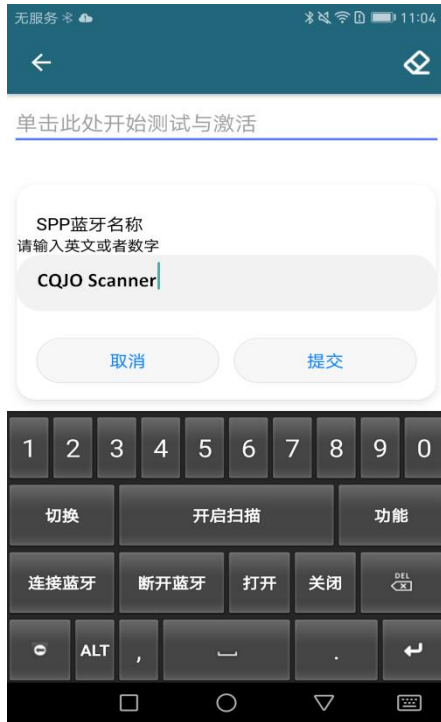 无服务 11:04
单击此处开始测试与激活
SPP蓝牙名称
请输入英文或者数字
CQJO Scanner
取消 提交
1 2 3 4 5 6 7 8 9 0
切换 开启扫描 功能
连接蓝牙 断开蓝牙 打开 关闭 DEL
ALT , .